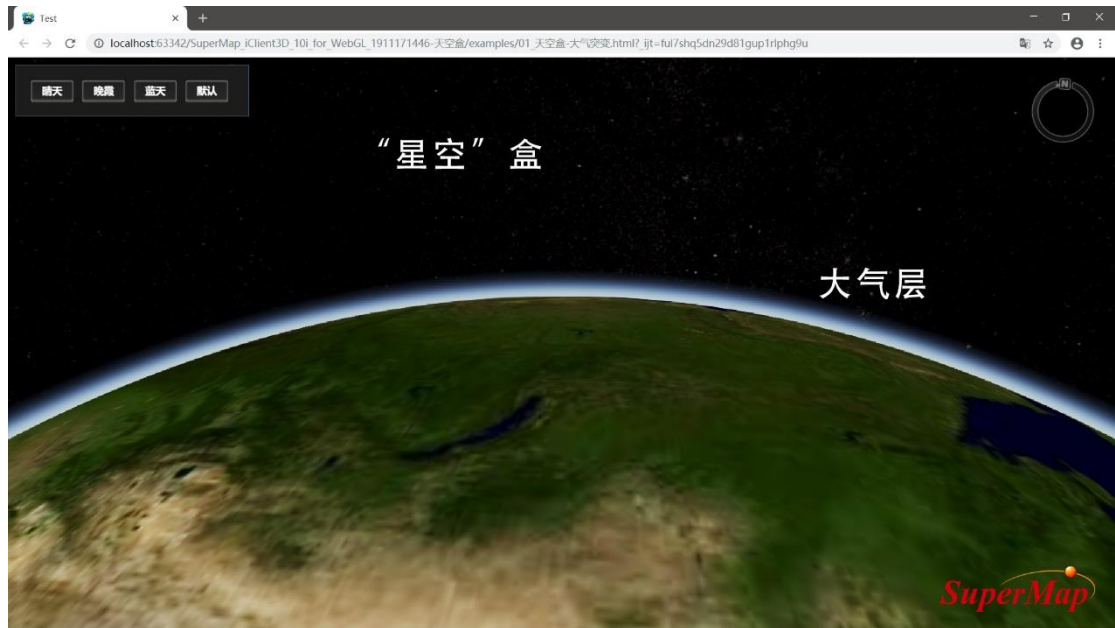 Test
localhost:63342/SuperMap_iClient3D_10i_for_WebGL_1911171446-天空盒/examples/01_天空盒-大气突变.html?_ijt=ful7shq5dn29d81gup1rlphg9u
晴天 晚霞 蓝天 默认
N
“星空”盒
大气层
SuperMap